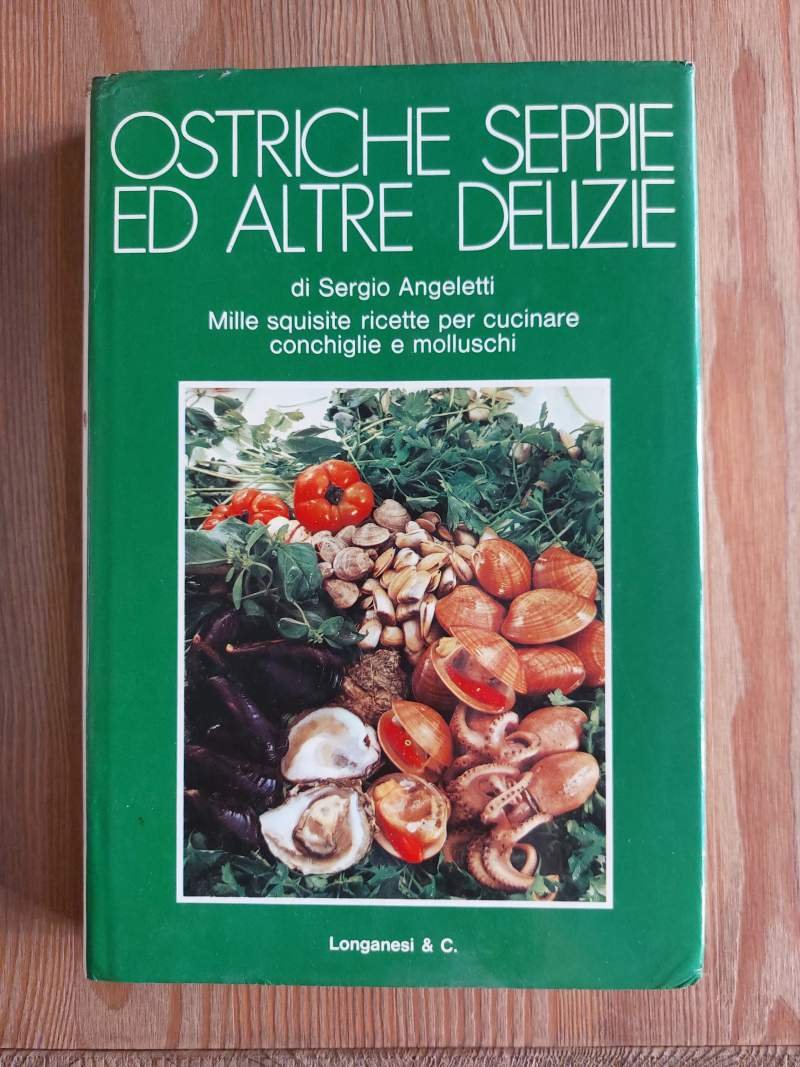 OSTRICHE SEPPIE
ED ALTRE DELIZIE
di Sergio Angeletti
Mille squisite ricette per cucinare
conchiglie e molluschi
Longanesi & C.